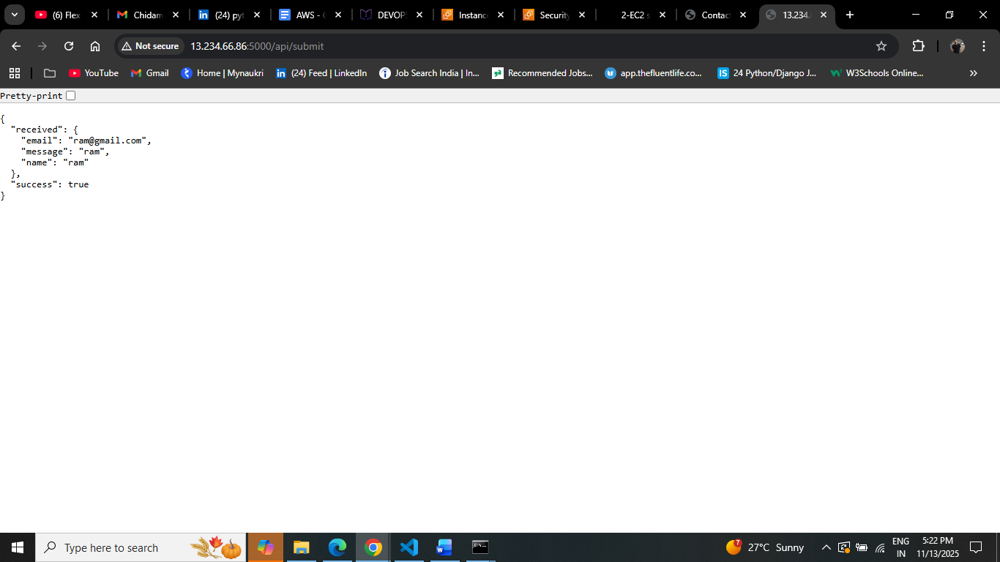 (6) Flex
Chidam
(24) pyt
AWS - C
DEVOP
Instanc
Security
2-EC2 s
Contac
13.234.
Not secure
13.234.66.86:5000/api/submit
YouTube
Gmail
Home | Mynaukri
(24) Feed | LinkedIn
Job Search India | In...
Recommended Jobs...
app.thefluentlife.co...
24 Python/Django J...
W3Schools Online...
Pretty-print
{
"received": {
"email": "ram@gmail.com",
"message": "ram",
"name": "ram"
},
"success": true
}
Type here to search
27°C Sunny
ENG
IN
5:22 PM
11/13/2025